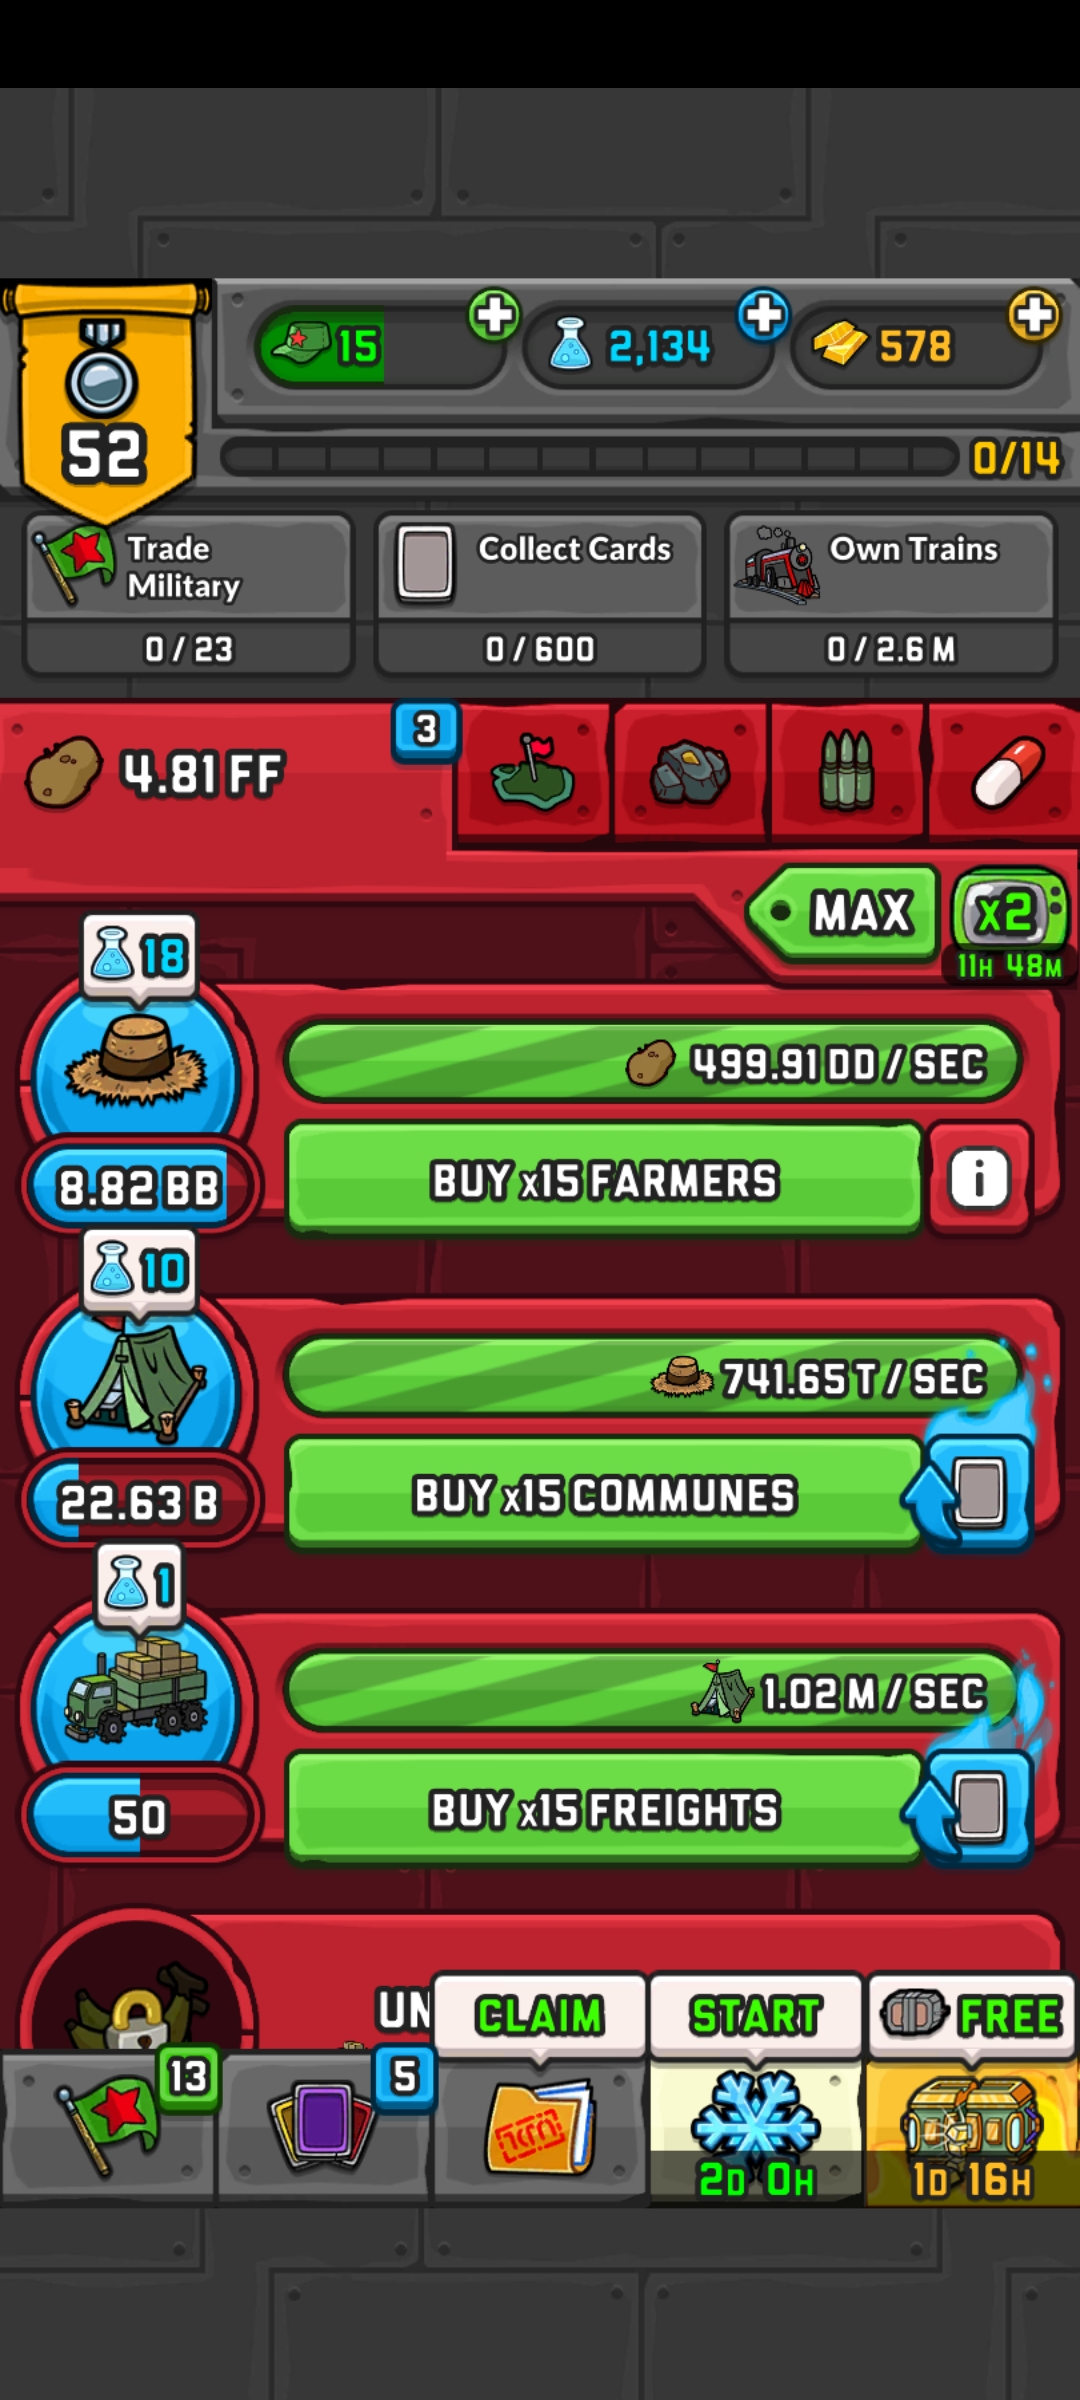 15
2,134
578
52
0/14
Trade
Military
0 / 23
Collect Cards
0 / 600
Own Trains
0 / 2.6 M
4.81 FF
3
MAX
x2
11H 48M
18
499.91 DD / SEC
8.82 BB
BUY x15 FARMERS
i
10
741.65 T / SEC
22.63 B
BUY x15 COMMUNES
1
1.02 M / SEC
50
BUY x15 FREIGHTS
UN
CLAIM
START
FREE
13
5
2D 0H
1D 16H